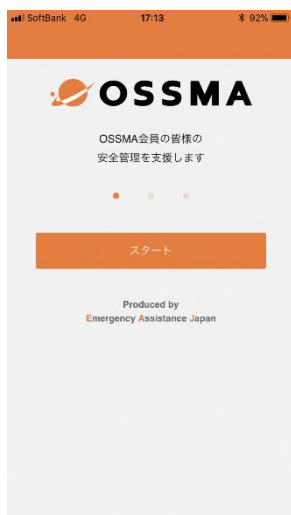 SoftBank 4G 17:13 92%
OSSMA
OSSMA会員の皆様の
安全管理を支援します
スタート
Produced by
Emergency Assistance Japan